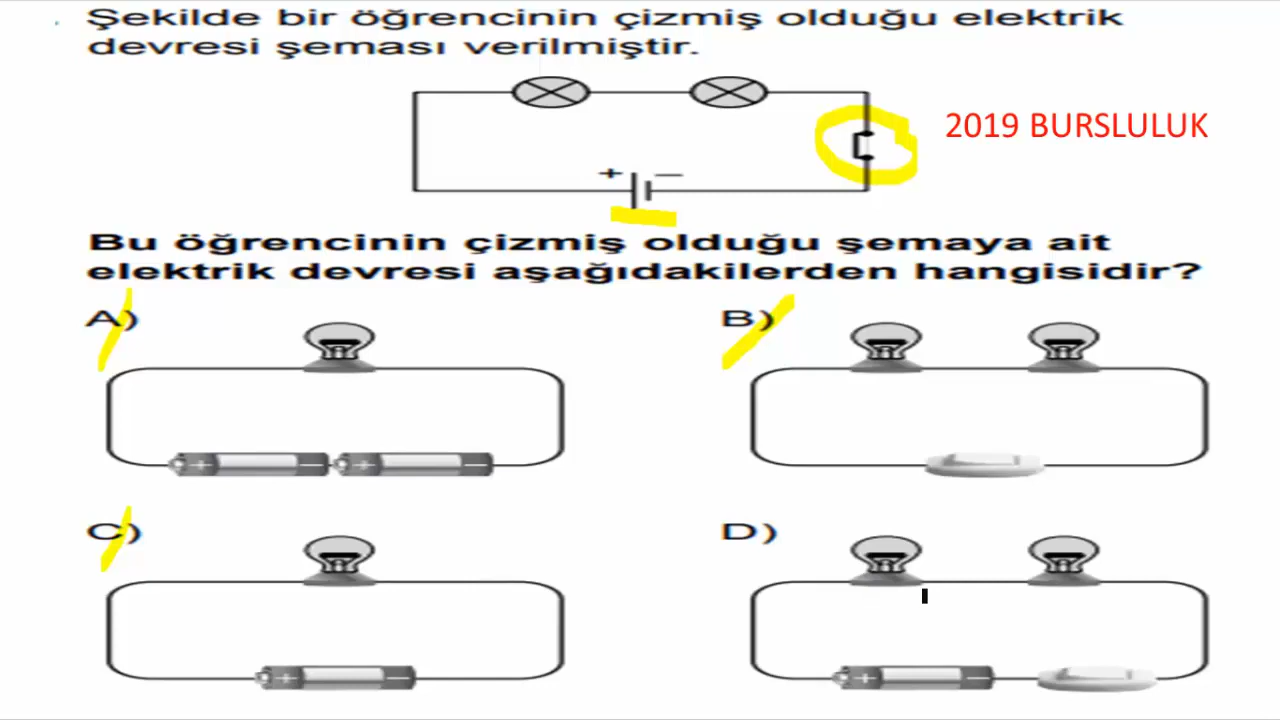 Şekilde bir öğrencinin çizmiş olduğu elektrik
devresi şeması verilmiştir.
2019 BURSLULUK
+ −
Bu öğrencinin çizmiş olduğu şemaya ait
elektrik devresi aşağıdakilerden hangisidir?
A)
B)
+ − + −
C)
D)
+ −
+ −